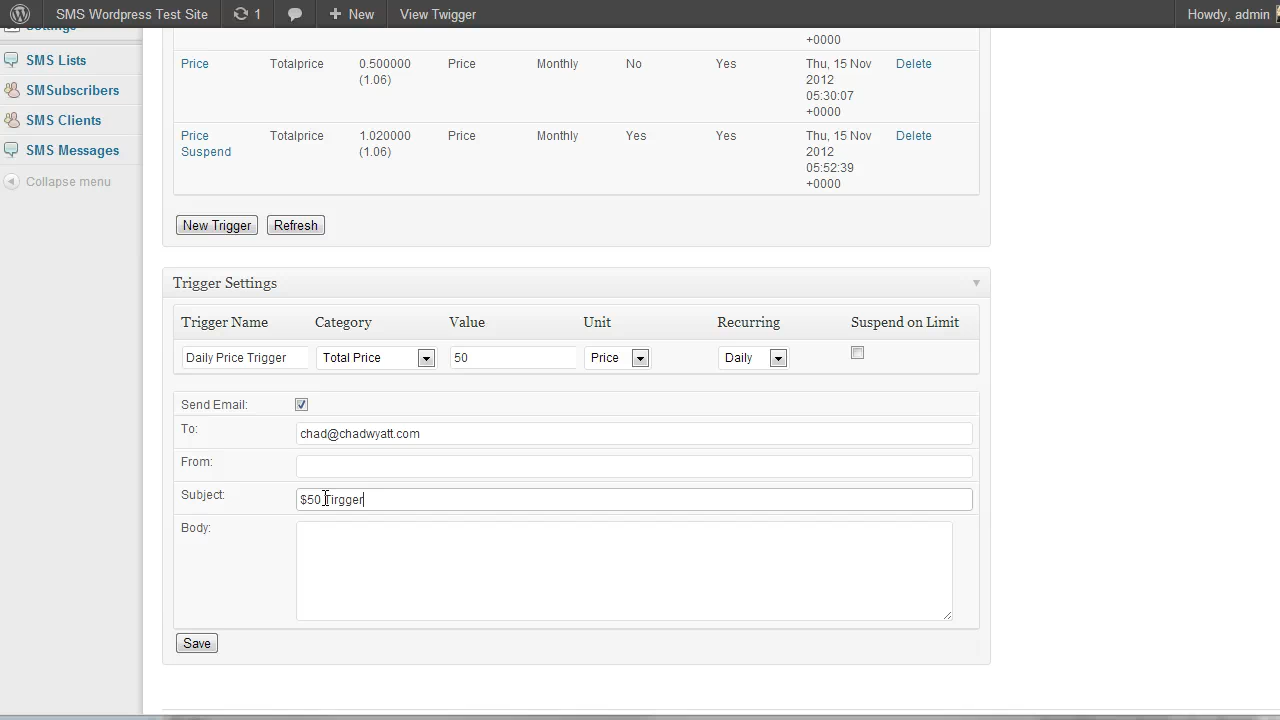 SMS Wordpress Test Site 1 New View Twigger Howdy, admin
Settings
SMS Lists
SMSubscribers
SMS Clients
SMS Messages
Collapse menu
+0000
Price Totalprice 0.500000 Price Monthly No Yes Thu, 15 Nov Delete
(1.06) 2012
05:30:07
+0000
Price Totalprice 1.020000 Price Monthly Yes Yes Thu, 15 Nov Delete
Suspend (1.06) 2012
05:52:39
+0000
New Trigger Refresh
Trigger Settings
Trigger Name Category Value Unit Recurring Suspend on Limit
Daily Price Trigger Total Price 50 Price Daily
Send Email:
To: chad@chadwyatt.com
From:
Subject: $50 Tirgger
Body:
Save